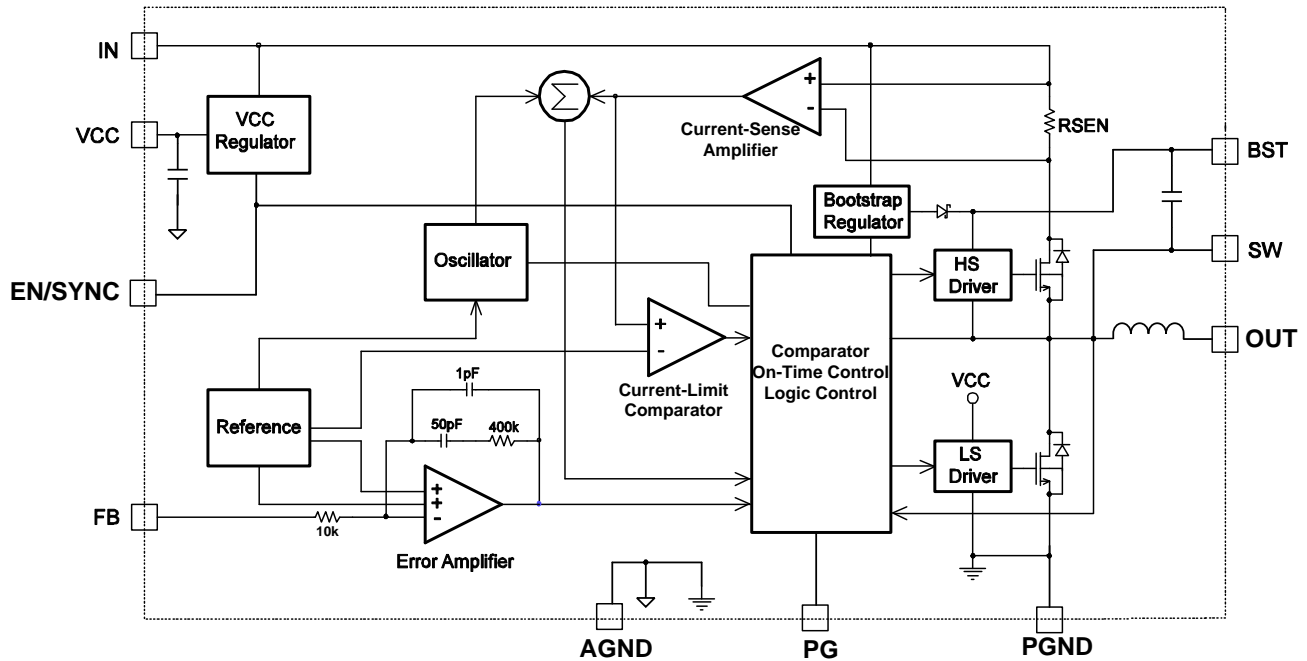 IN
Σ
+
-
Current-Sense
Amplifier
RSEN
VCC
VCC
Regulator
BST
Bootstrap
Regulator
Oscillator
HS
Driver
SW
EN/SYNC
+
-
Current-Limit
Comparator
Comparator
On-Time Control
Logic Control
OUT
1pF
VCC
50pF
400k
Reference
LS
Driver
+
+
-
FB
10k
Error Amplifier
AGND
PG
PGND